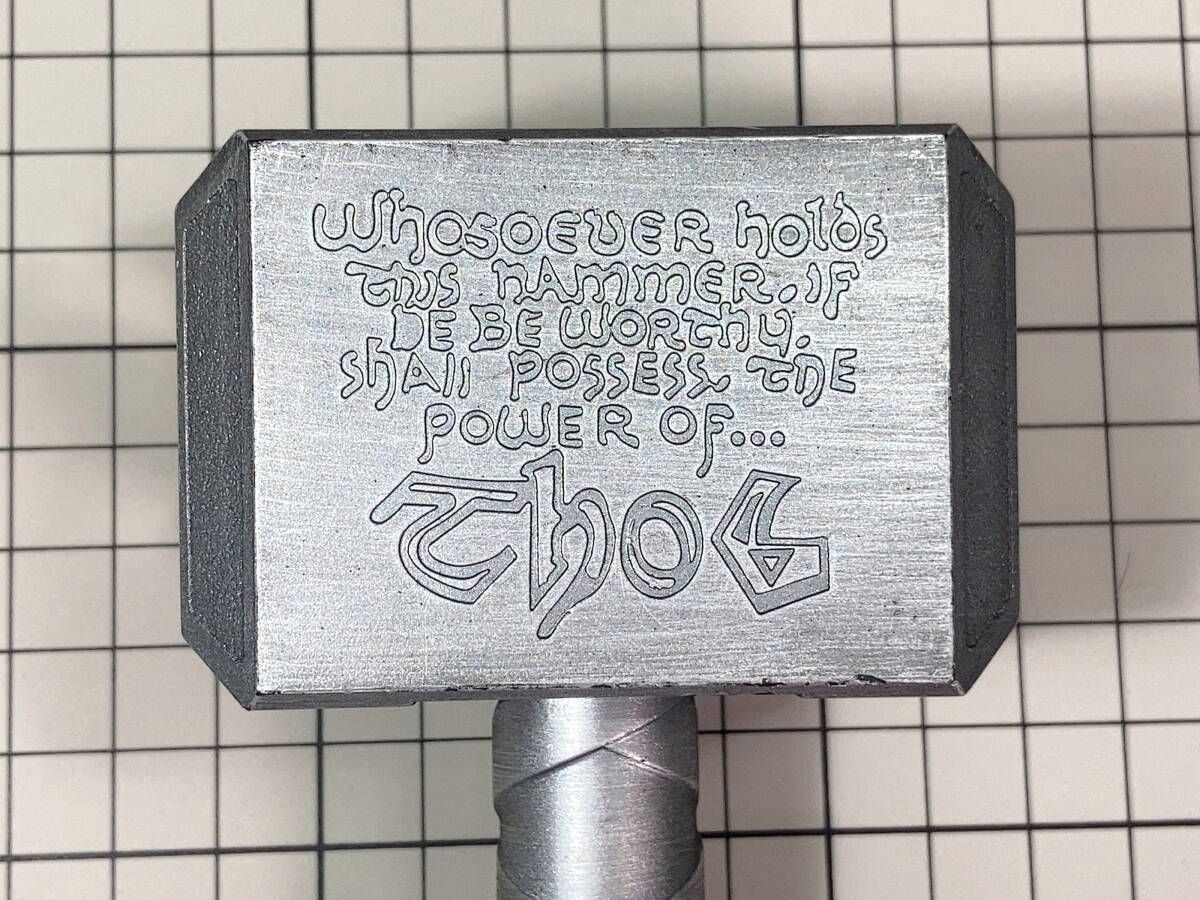 Whosoever holds
this hammer, if
he be worthy,
shall possess the
power of...
Thor